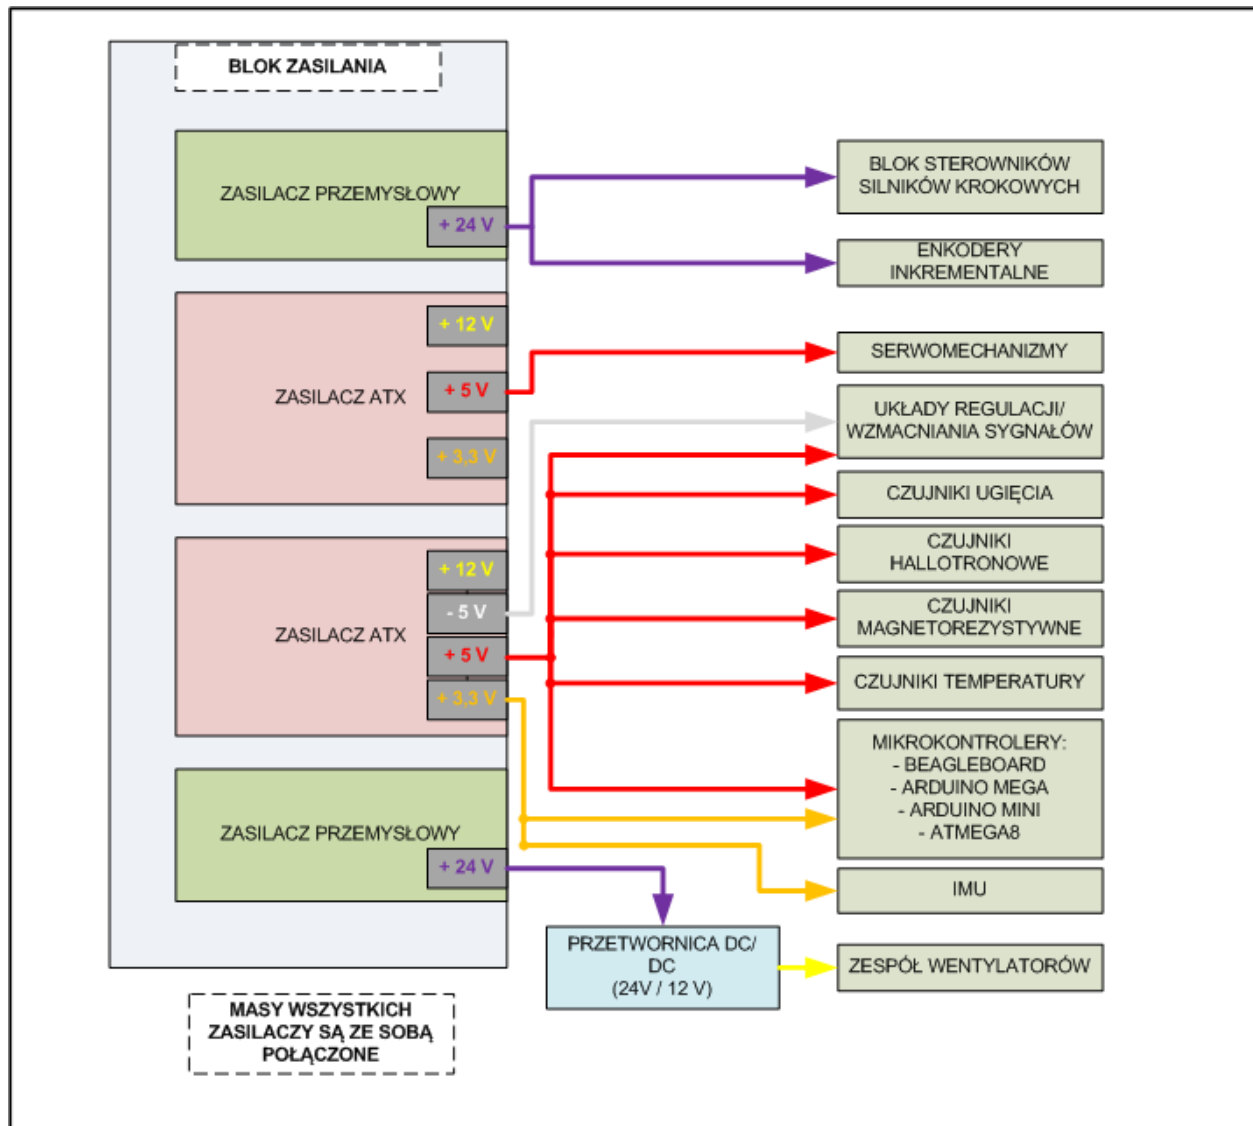 BLOK ZASILANIA
ZASILACZ PRZEMYSŁOWY
+ 24 V
ZASILACZ ATX
+ 12 V
+ 5 V
+ 3,3 V
ZASILACZ ATX
+ 12 V
- 5 V
+ 5 V
+ 3,3 V
ZASILACZ PRZEMYSŁOWY
+ 24 V
MASY WSZYSTKICH
ZASILACZY SĄ ZE SOBĄ
POŁĄCZONE
PRZETWORNICA DC/
DC
(24V / 12 V)
BLOK STEROWNIKÓW
SILNIKÓW KROKOWYCH
ENKODERY
INKREMENTALNE
SERWOMECHANIZMY
UKŁADY REGULACJI/
WZMACNIANIA SYGNAŁÓW
CZUJNIKI UGIĘCIA
CZUJNIKI
HALLOTRONOWE
CZUJNIKI
MAGNETOREZYSTYWNE
CZUJNIKI TEMPERATURY
MIKROKONTROLERY:
- BEAGLEBOARD
- ARDUINO MEGA
- ARDUINO MINI
- ATMEGA8
IMU
ZESPÓŁ WENTYLATORÓW